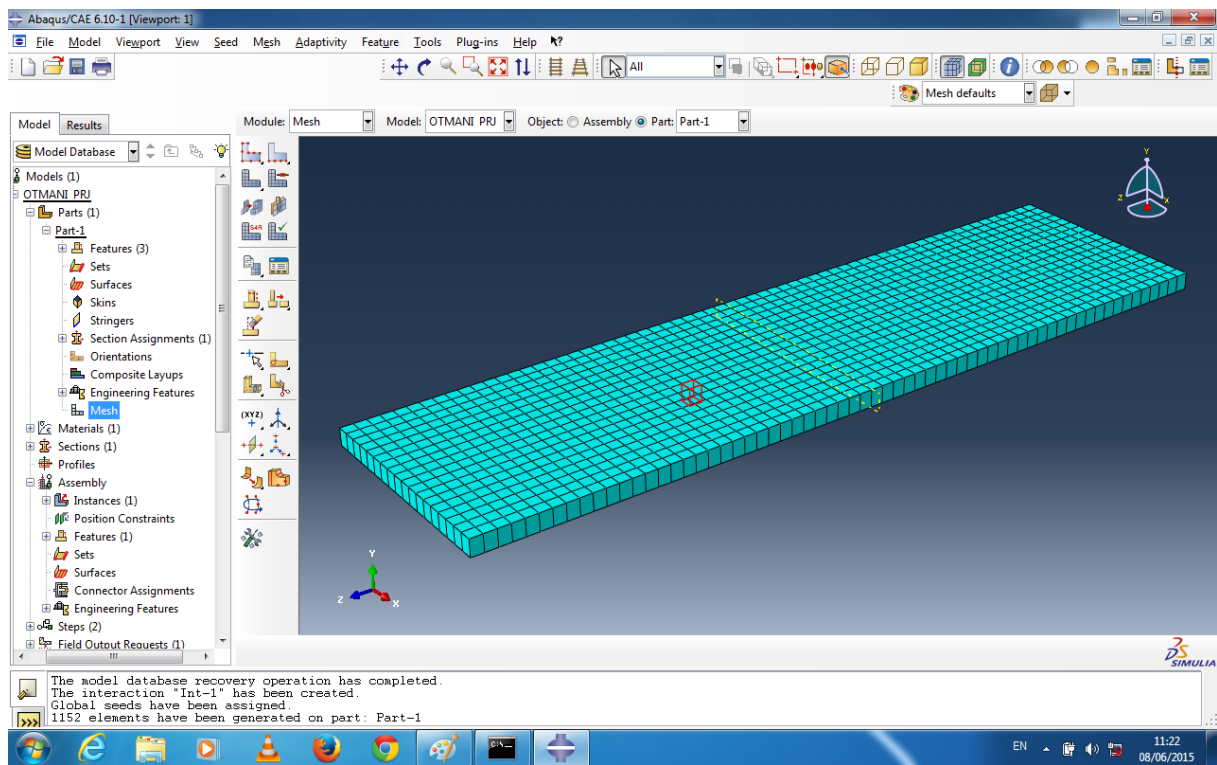 Abaqus/CAE 6.10-1 [Viewport: 1]
File Model Viewport View Seed Mesh Adaptivity Feature Tools Plug-ins Help
All
Mesh defaults
Model Results
Module: Mesh Model: OTMANI PRJ Object: Assembly Part: Part-1
Model Database
Models (1)
OTMANI PRJ
Parts (1)
Part-1
Features (3)
Sets
Surfaces
Skins
Stringers
Section Assignments (1)
Orientations
Composite Layups
Engineering Features
Mesh
Materials (1)
Sections (1)
Profiles
Assembly
Instances (1)
Position Constraints
Features (1)
Sets
Surfaces
Connector Assignments
Engineering Features
Steps (2)
Field Output Requests (1)
(XYZ)
Y
Z
X
Y
Z
X
SIMULIA
The model database recovery operation has completed.
The interaction "Int-1" has been created.
Global seeds have been assigned.
1152 elements have been generated on part: Part-1
EN
11:22
08/06/2015